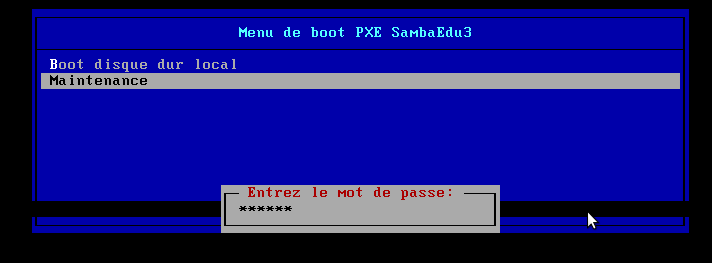 Menu de boot PXE SambaEdu3
Boot disque dur local
Maintenance
Entrez le mot de passe:
******